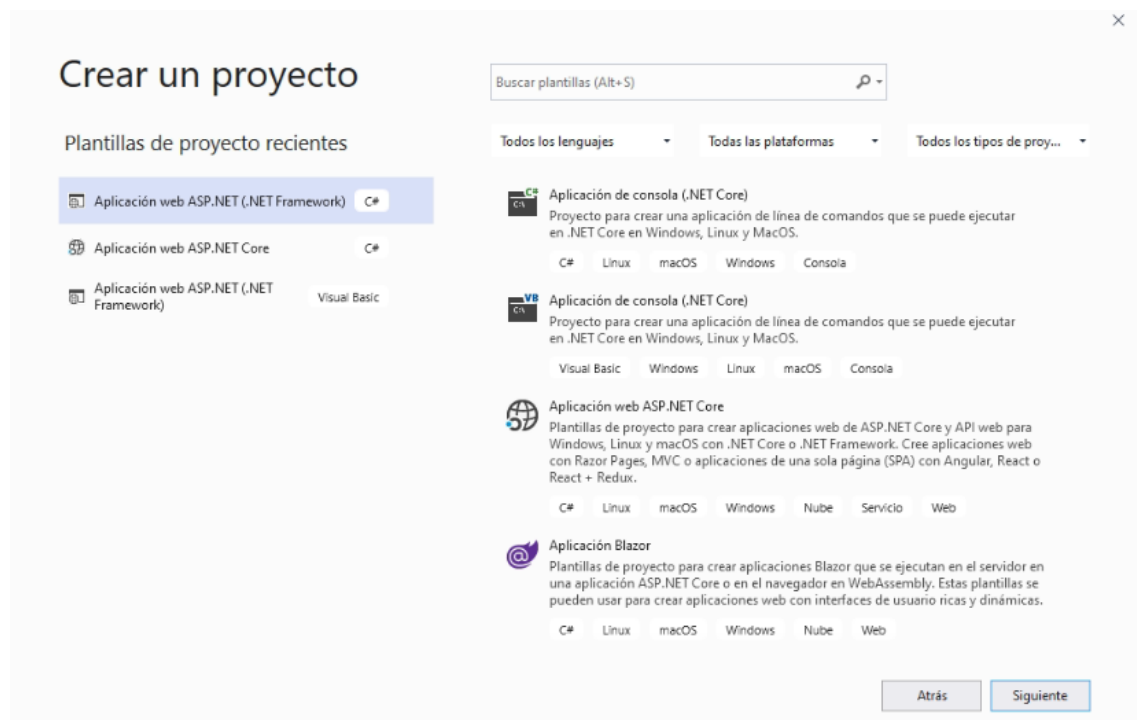 Crear un proyecto
Plantillas de proyecto recientes
Aplicación web ASP.NET (.NET Framework) C#
Aplicación web ASP.NET Core C#
Aplicación web ASP.NET (.NET
Framework) Visual Basic
Buscar plantillas (Alt+S)
Todos los lenguajes Todas las plataformas Todos los tipos de proy...
C#
C:\
Aplicación de consola (.NET Core)
Proyecto para crear una aplicación de línea de comandos que se puede ejecutar
en .NET Core en Windows, Linux y MacOS.
C# Linux macOS Windows Consola
VB
C:\
Aplicación de consola (.NET Core)
Proyecto para crear una aplicación de línea de comandos que se puede ejecutar
en .NET Core en Windows, Linux y MacOS.
Visual Basic Windows Linux macOS Consola
Aplicación web ASP.NET Core
Plantillas de proyecto para crear aplicaciones web de ASP.NET Core y API web para
Windows, Linux y macOS con .NET Core o .NET Framework. Cree aplicaciones web
con Razor Pages, MVC o aplicaciones de una sola página (SPA) con Angular, React o
React + Redux.
C# Linux macOS Windows Nube Servicio Web
Aplicación Blazor
Plantillas de proyecto para crear aplicaciones Blazor que se ejecutan en el servidor en
una aplicación ASP.NET Core o en el navegador en WebAssembly. Estas plantillas se
pueden usar para crear aplicaciones web con interfaces de usuario ricas y dinámicas.
C# Linux macOS Windows Nube Web
Atrás Siguiente